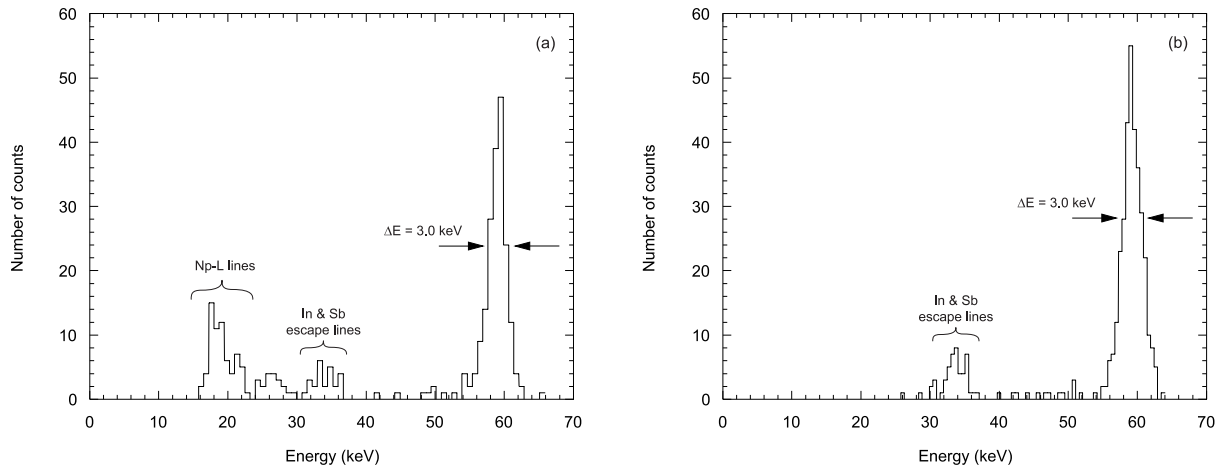 60
50
40
30
20
10
0
Number of counts
(a)
ΔE = 3.0 keV
Np-L lines
In & Sb
escape lines
0 10 20 30 40 50 60 70
Energy (keV)
60
50
40
30
20
10
0
Number of counts
(b)
ΔE = 3.0 keV
In & Sb
escape lines
0 10 20 30 40 50 60 70
Energy (keV)